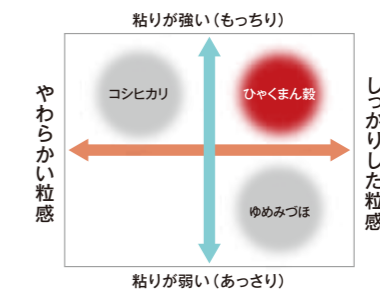 粘りが強い(もっちり)
やわらかい粒感
コシヒカリ
ひゃくまん穀
しっかりした粒感
ゆめみづほ
粘りが弱い(あっさり)